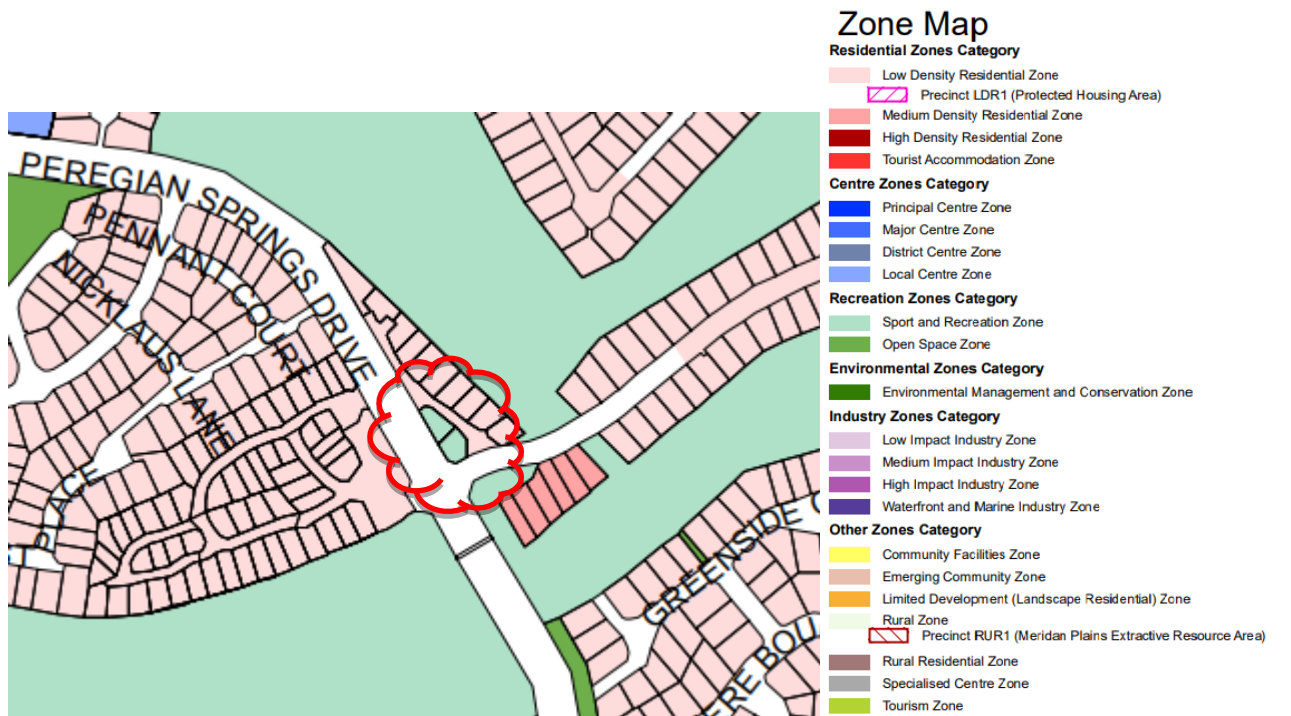 Zone Map
Residential Zones Category
Low Density Residential Zone
Precinct LDR1 (Protected Housing Area)
Medium Density Residential Zone
High Density Residential Zone
Tourist Accommodation Zone
Centre Zones Category
Principal Centre Zone
Major Centre Zone
District Centre Zone
Local Centre Zone
Recreation Zones Category
Sport and Recreation Zone
Open Space Zone
Environmental Zones Category
Environmental Management and Conservation Zone
Industry Zones Category
Low Impact Industry Zone
Medium Impact Industry Zone
High Impact Industry Zone
Waterfront and Marine Industry Zone
Other Zones Category
Community Facilities Zone
Emerging Community Zone
Limited Development (Landscape Residential) Zone
Rural Zone
Precinct RUR1 (Meridan Plains Extractive Resource Area)
Rural Residential Zone
Specialised Centre Zone
Tourism Zone
PEREGIAN SPRINGS DRIVE
PENNANT COURT
NICKLAUS LANE
PLACE
GREENSIDE C
RE BOU